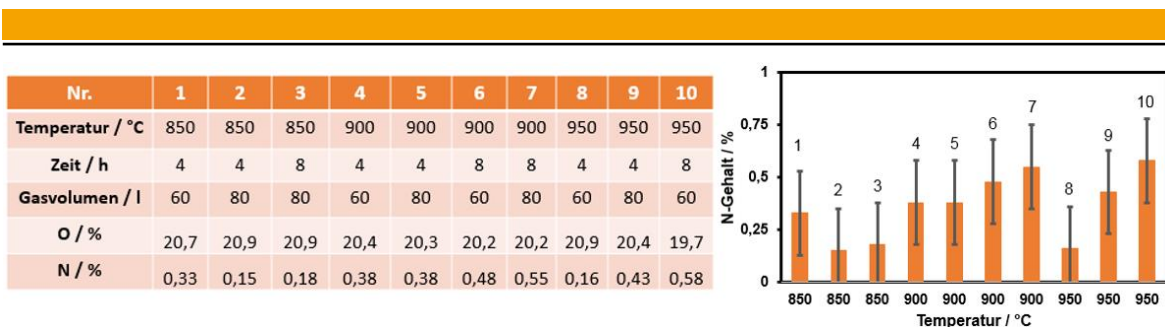 Nr. 1 2 3 4 5 6 7 8 9 10
Temperatur / °C 850 850 850 900 900 900 900 950 950 950
Zeit / h 4 4 8 4 4 8 8 4 4 8
Gasvolumen / l 60 80 80 60 80 60 80 60 80 60
O / % 20,7 20,9 20,9 20,4 20,3 20,2 20,2 20,9 20,4 19,7
N / % 0,33 0,15 0,18 0,38 0,38 0,48 0,55 0,16 0,43 0,58
N-Gehalt / %
1
0,75
0,5
0,25
0
1 2 3 4 5 6 7 8 9 10
850 850 850 900 900 900 900 950 950 950
Temperatur / °C